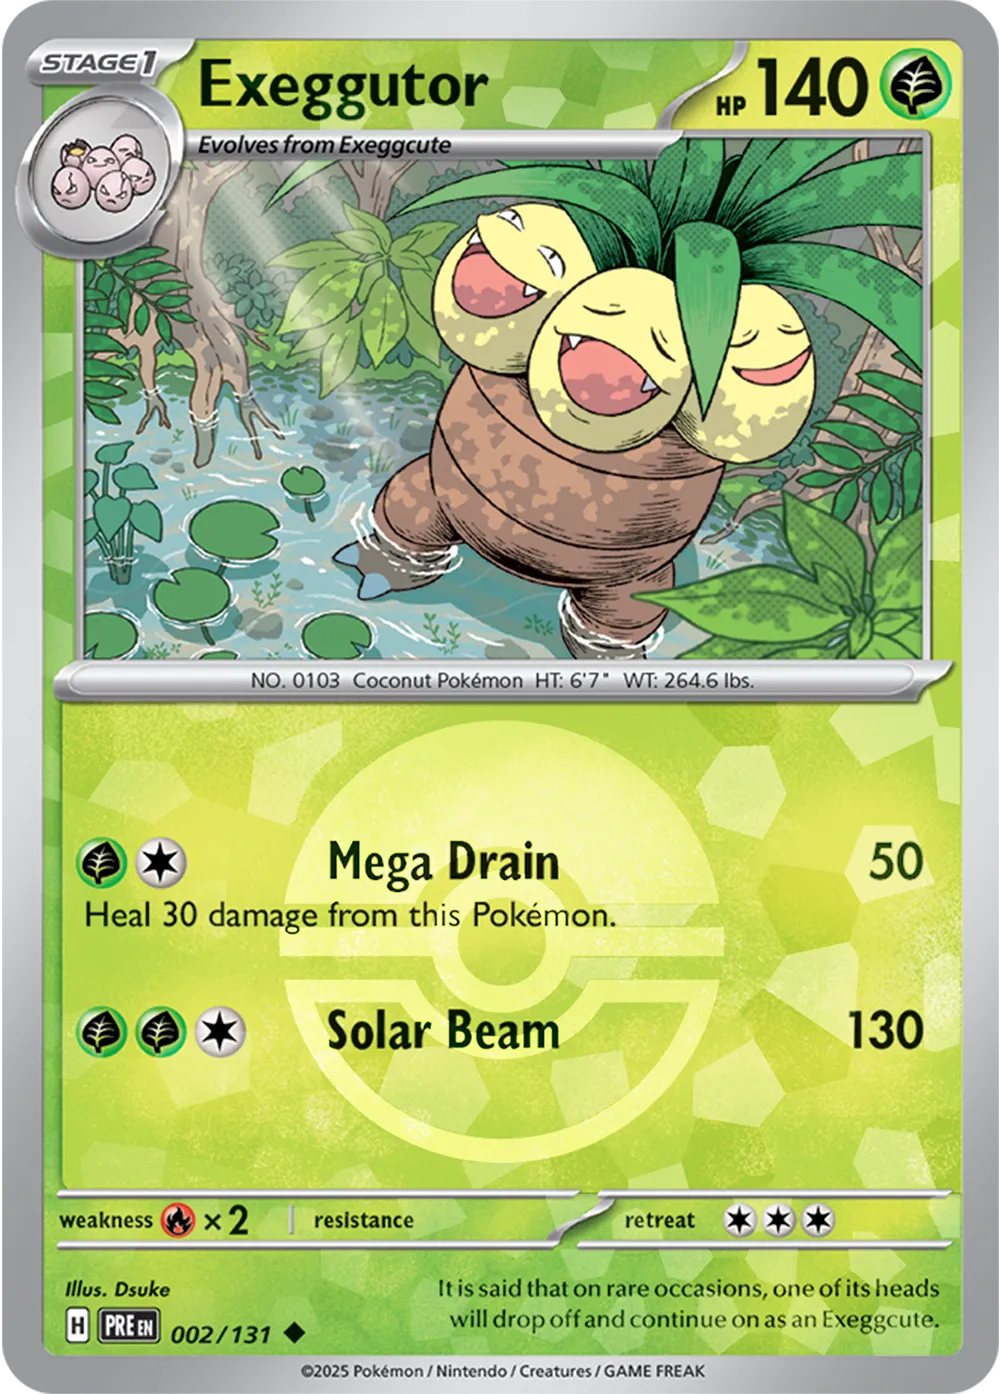 STAGE 1
Exeggutor
HP 140
Evolves from Exeggcute
NO. 0103 Coconut Pokémon HT: 6'7" WT: 264.6 lbs.
Mega Drain 50
Heal 30 damage from this Pokémon.
Solar Beam 130
weakness ×2 resistance retreat
Illus. Dsuke
It is said that on rare occasions, one of its heads
will drop off and continue on as an Exeggcute.
H PRE EN 002/131
©2025 Pokémon / Nintendo / Creatures / GAME FREAK